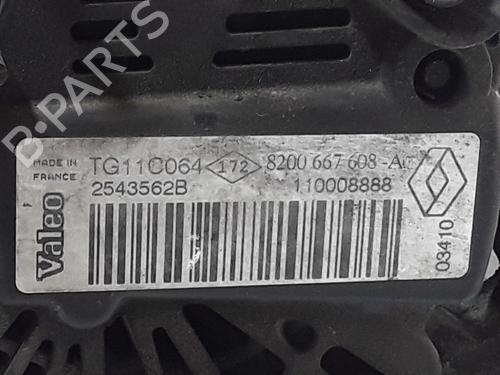 B-PARTS
MADE IN
FRANCE
TG11C064 172 8200 667 608 -A
2543562B 110008888
Valeo
03410